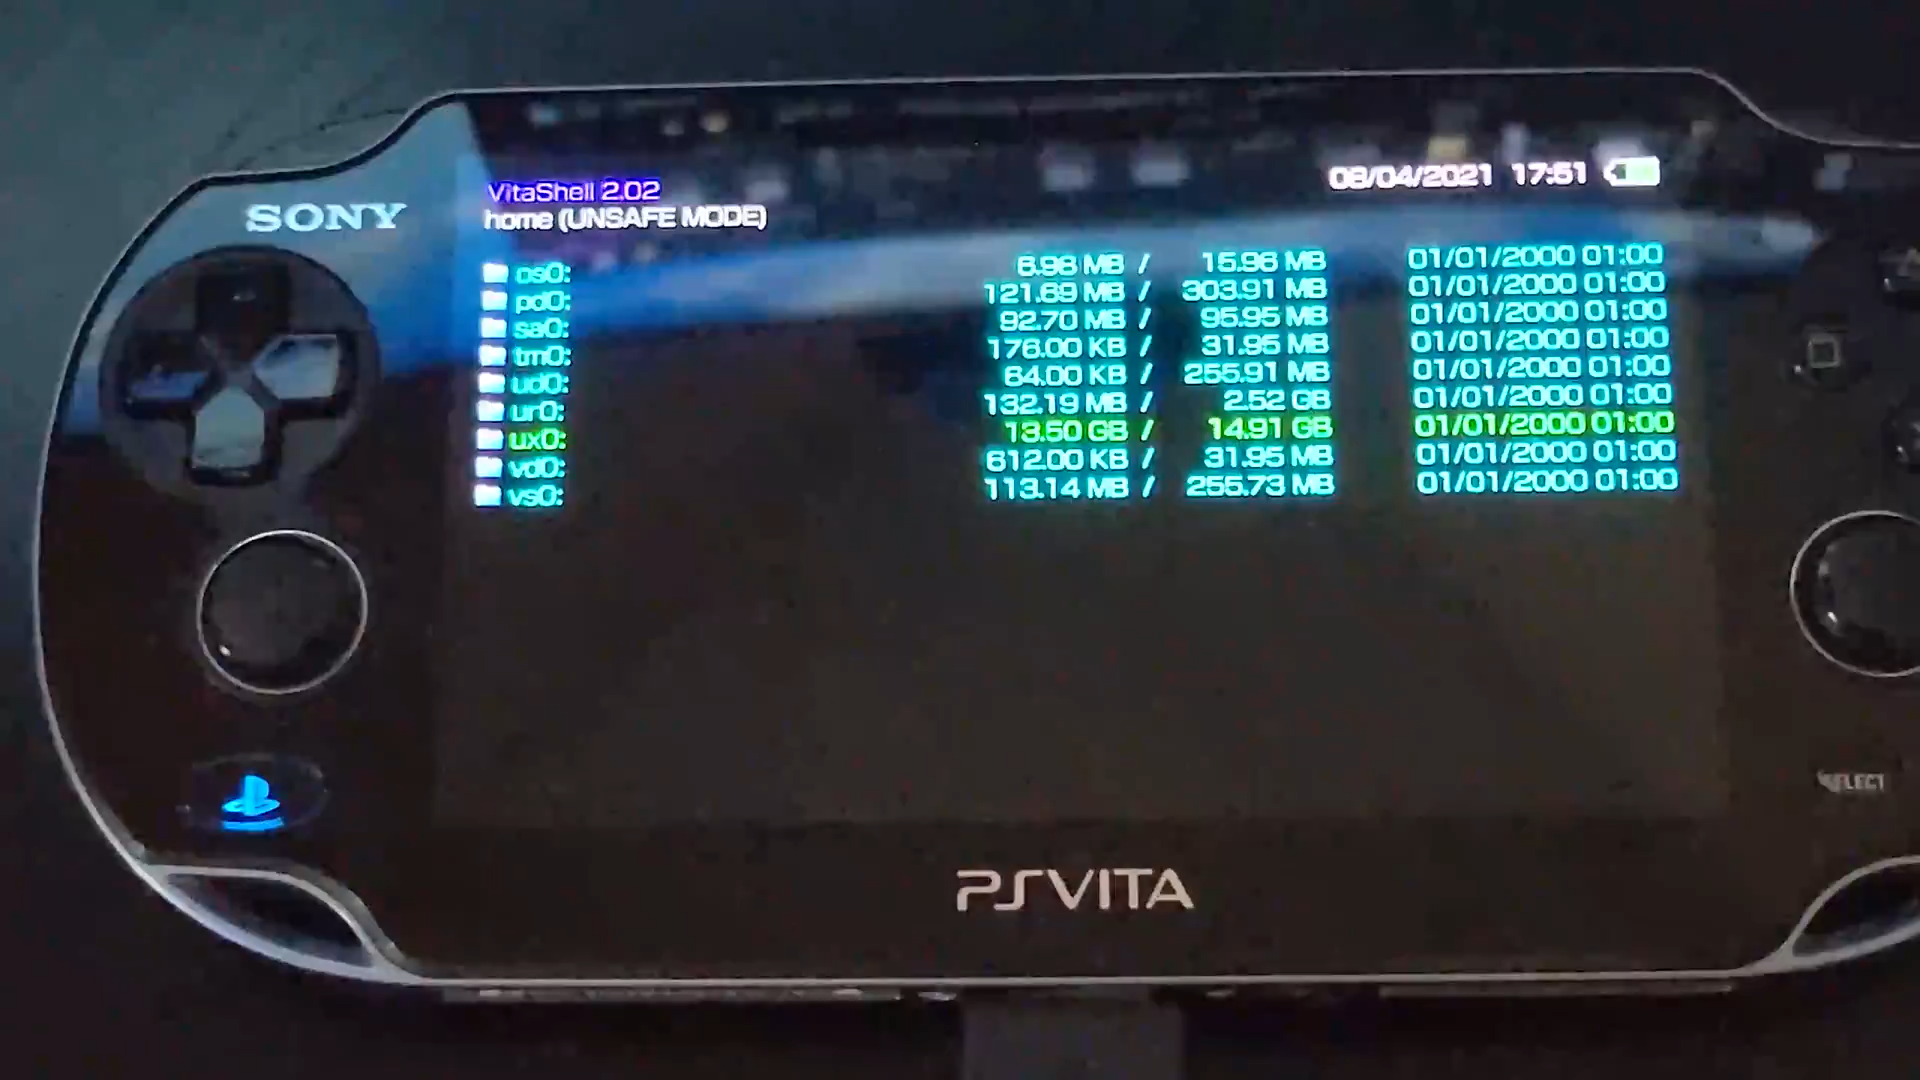 SONY
VitaShell 2.02
08/04/2021 17:51
home (UNSAFE MODE)
os0: 6.98 MB / 15.96 MB 01/01/2000 01:00
pd0: 121.69 MB / 303.91 MB 01/01/2000 01:00
sa0: 92.70 MB / 95.95 MB 01/01/2000 01:00
tm0: 176.00 KB / 31.95 MB 01/01/2000 01:00
ud0: 64.00 KB / 255.91 MB 01/01/2000 01:00
ur0: 132.19 MB / 2.52 GB 01/01/2000 01:00
ux0: 13.50 GB / 14.91 GB 01/01/2000 01:00
vd0: 612.00 KB / 31.95 MB 01/01/2000 01:00
vs0: 113.14 MB / 255.73 MB 01/01/2000 01:00
SELECT
PSVITA